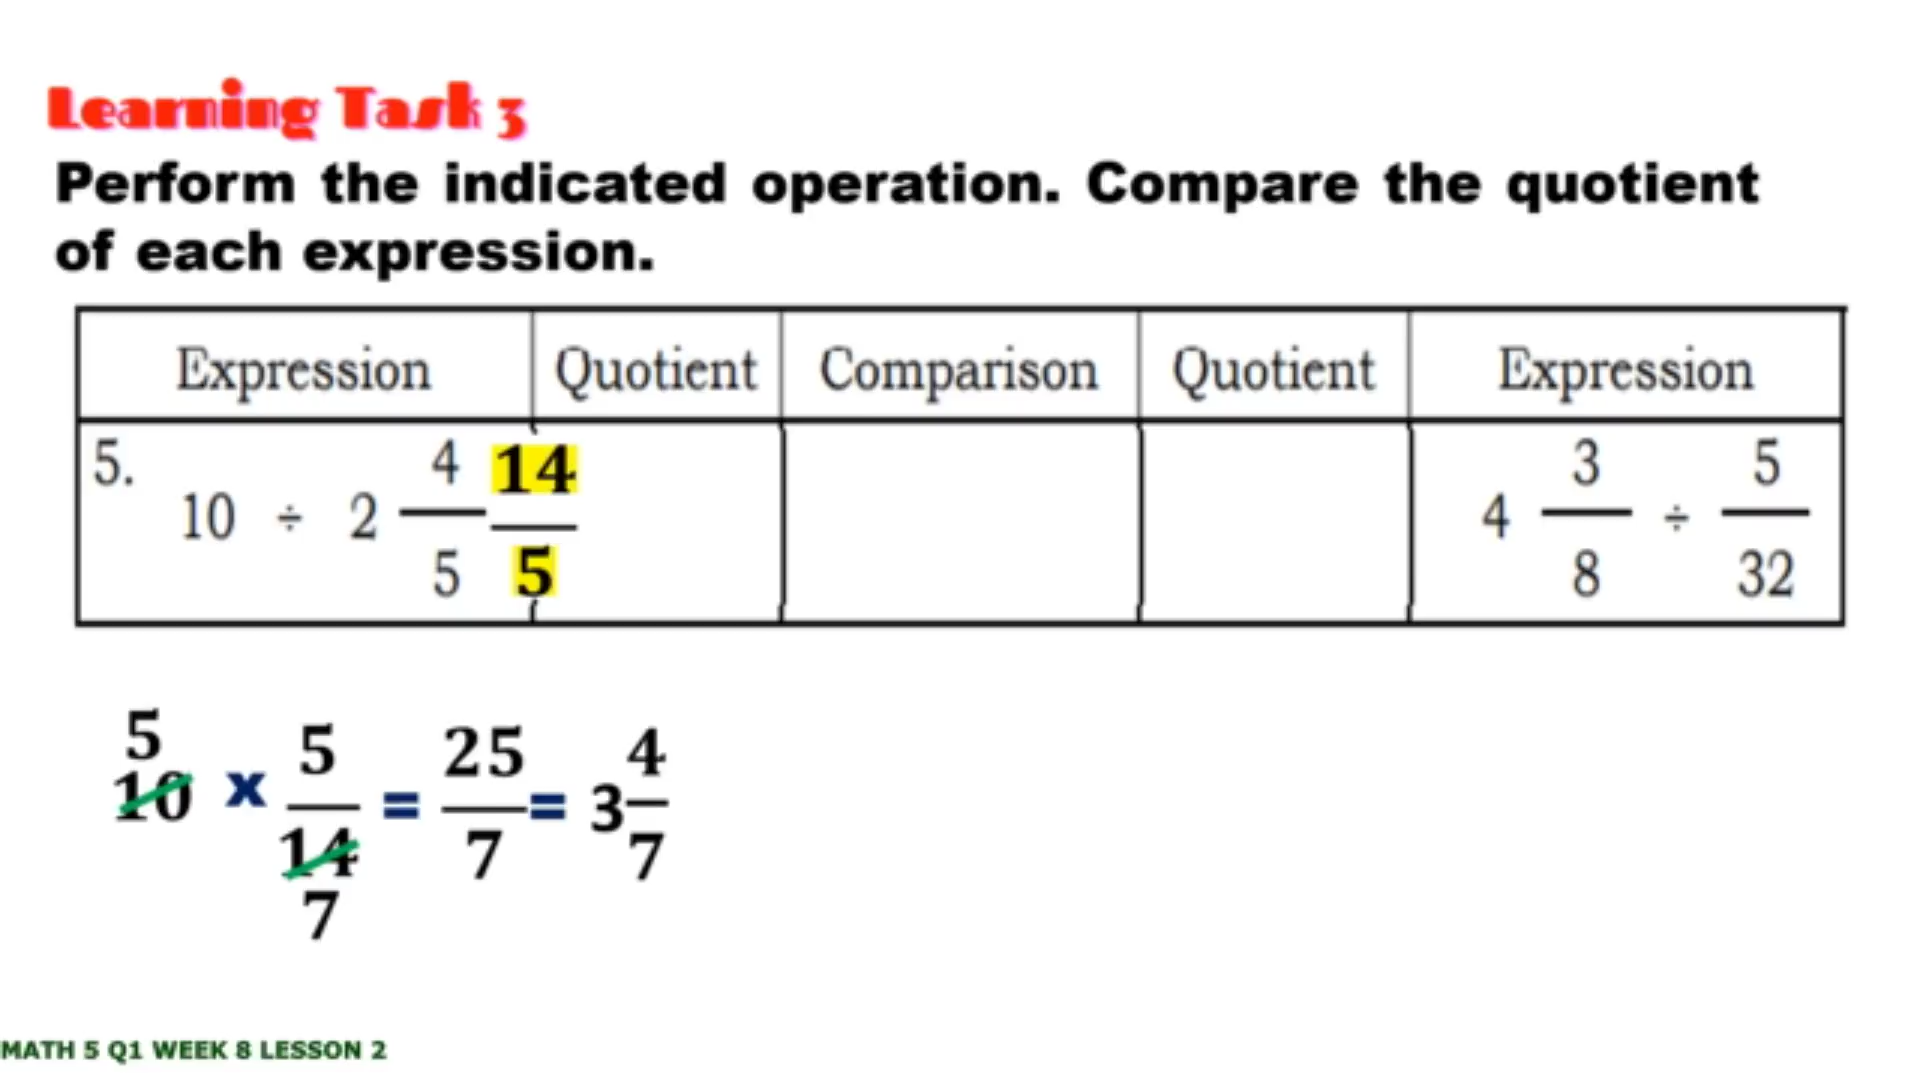 Learning Task 3
Perform the indicated operation. Compare the quotient
of each expression.
Expression Quotient Comparison Quotient Expression
5. 10 ÷ 2 4/5 14/5 4 3/8 ÷ 5/32
5
10 x 5/14 = 25/7 = 3 4/7
7
MATH 5 Q1 WEEK 8 LESSON 2